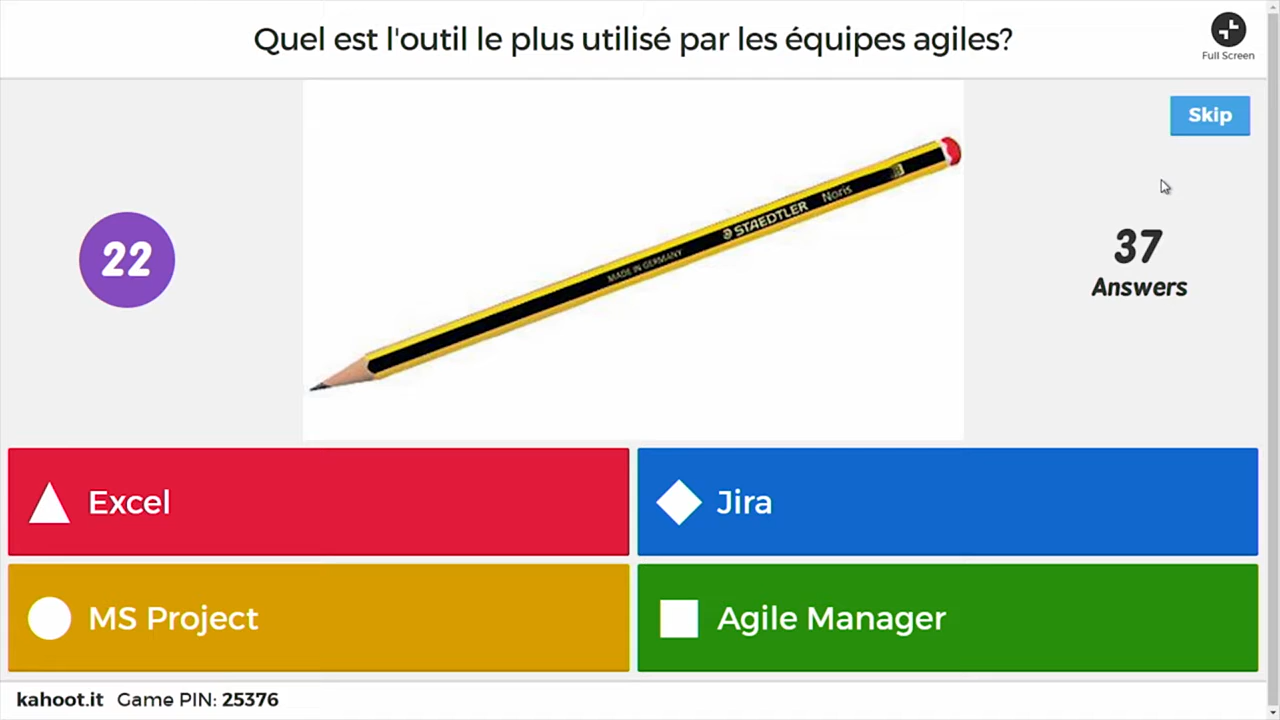 Quel est l'outil le plus utilisé par les équipes agiles?
Full Screen
Skip
22
37
Answers
MADE IN GERMANY
STAEDTLER Noris
Excel
Jira
MS Project
Agile Manager
kahoot.it Game PIN: 25376